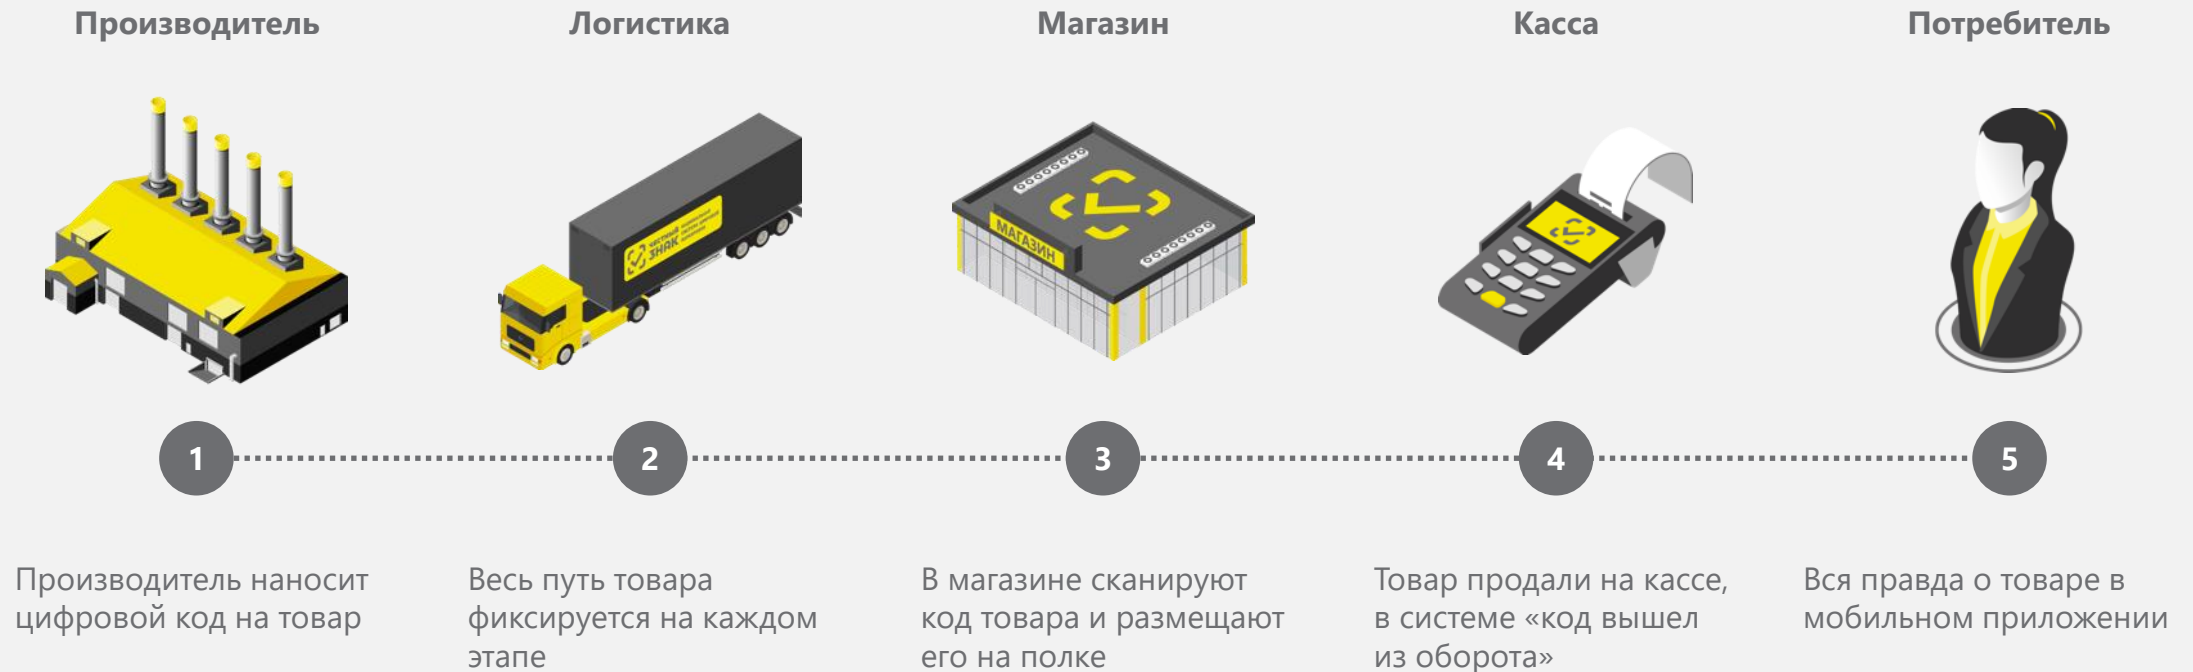 Производитель
Логистика
Магазин
Касса
Потребитель
ЧЕСТНЫЙ
ЗНАК
МАГАЗИН
1
2
3
4
5
Производитель наносит
цифровой код на товар
Весь путь товара
фиксируется на каждом
этапе
В магазине сканируют
код товара и размещают
его на полке
Товар продали на кассе,
в системе «код вышел
из оборота»
Вся правда о товаре в
мобильном приложении